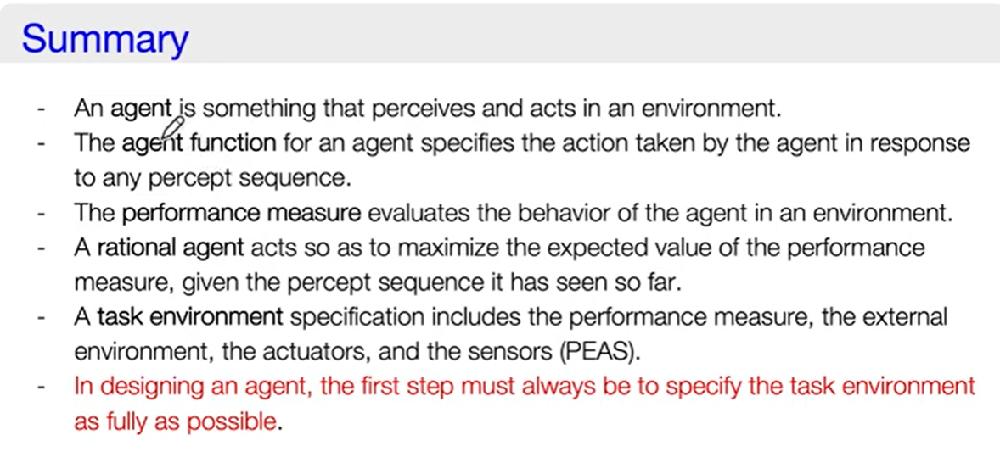 Summary
- An agent is something that perceives and acts in an environment.
- The agent function for an agent specifies the action taken by the agent in response
to any percept sequence.
- The performance measure evaluates the behavior of the agent in an environment.
- A rational agent acts so as to maximize the expected value of the performance
measure, given the percept sequence it has seen so far.
- A task environment specification includes the performance measure, the external
environment, the actuators, and the sensors (PEAS).
- In designing an agent, the first step must always be to specify the task environment
as fully as possible.